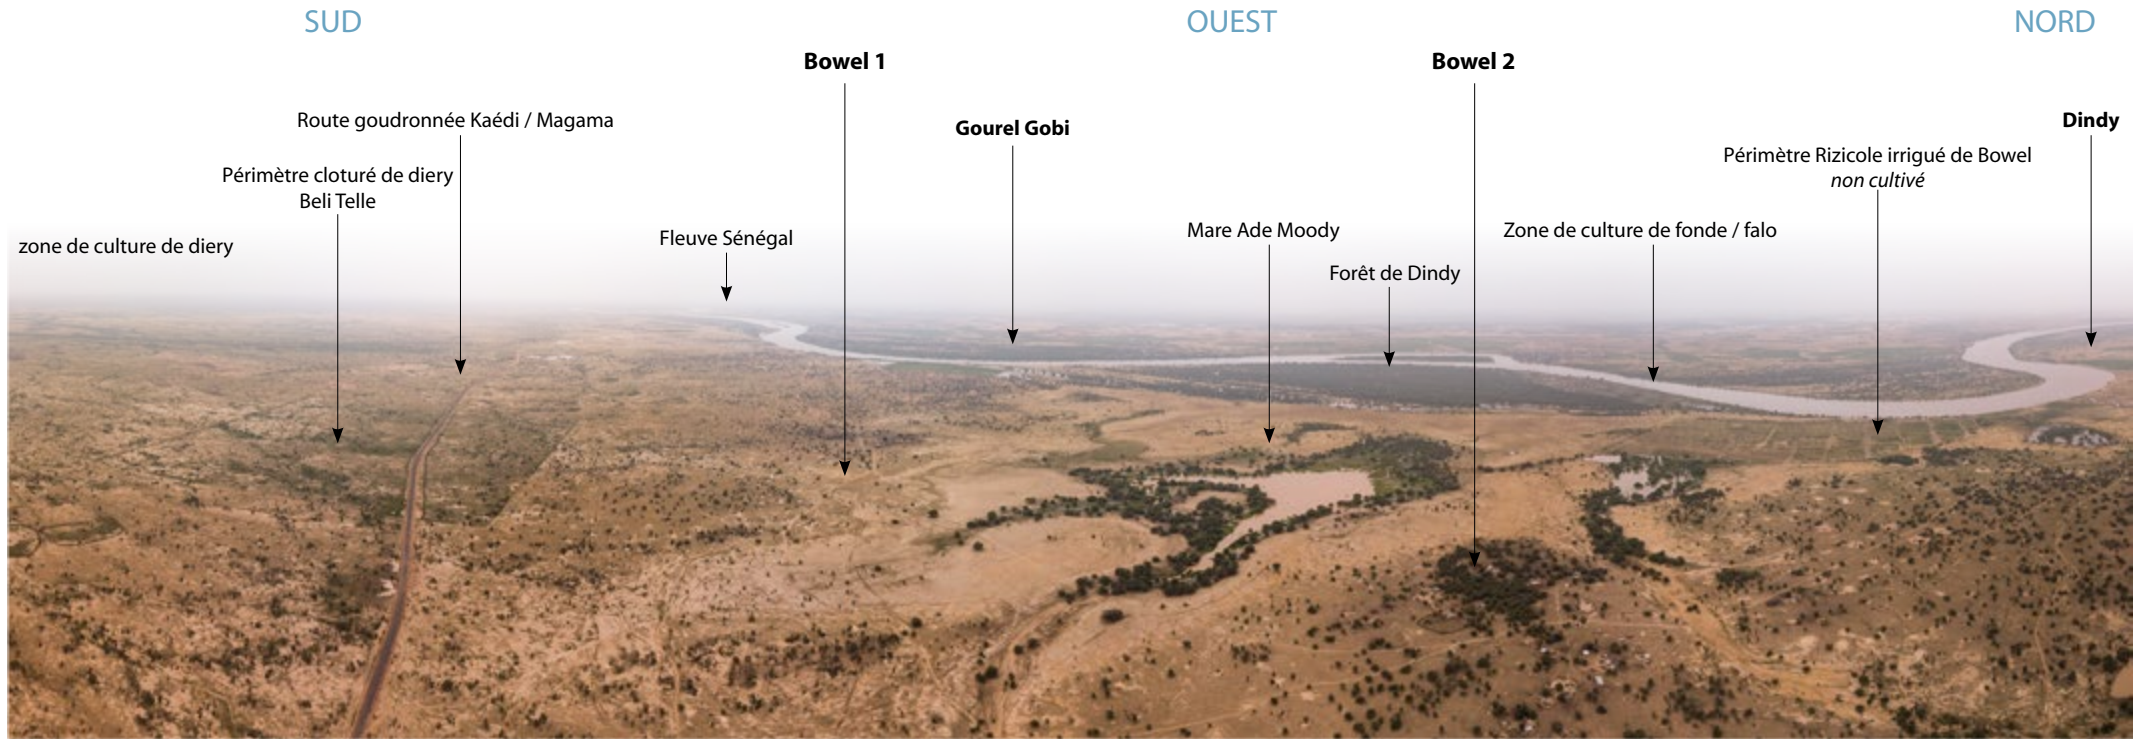 SUD
OUEST
NORD
Bowel 1
Bowel 2
Route goudronnée Kaédi / Magama
Gourel Gobi
Dindy
Périmètre Rizicole irrigué de Bowel
non cultivé
Périmètre cloturé de diery
Beli Telle
zone de culture de diery
Fleuve Sénégal
Mare Ade Moody
Zone de culture de fonde / falo
Forêt de Dindy